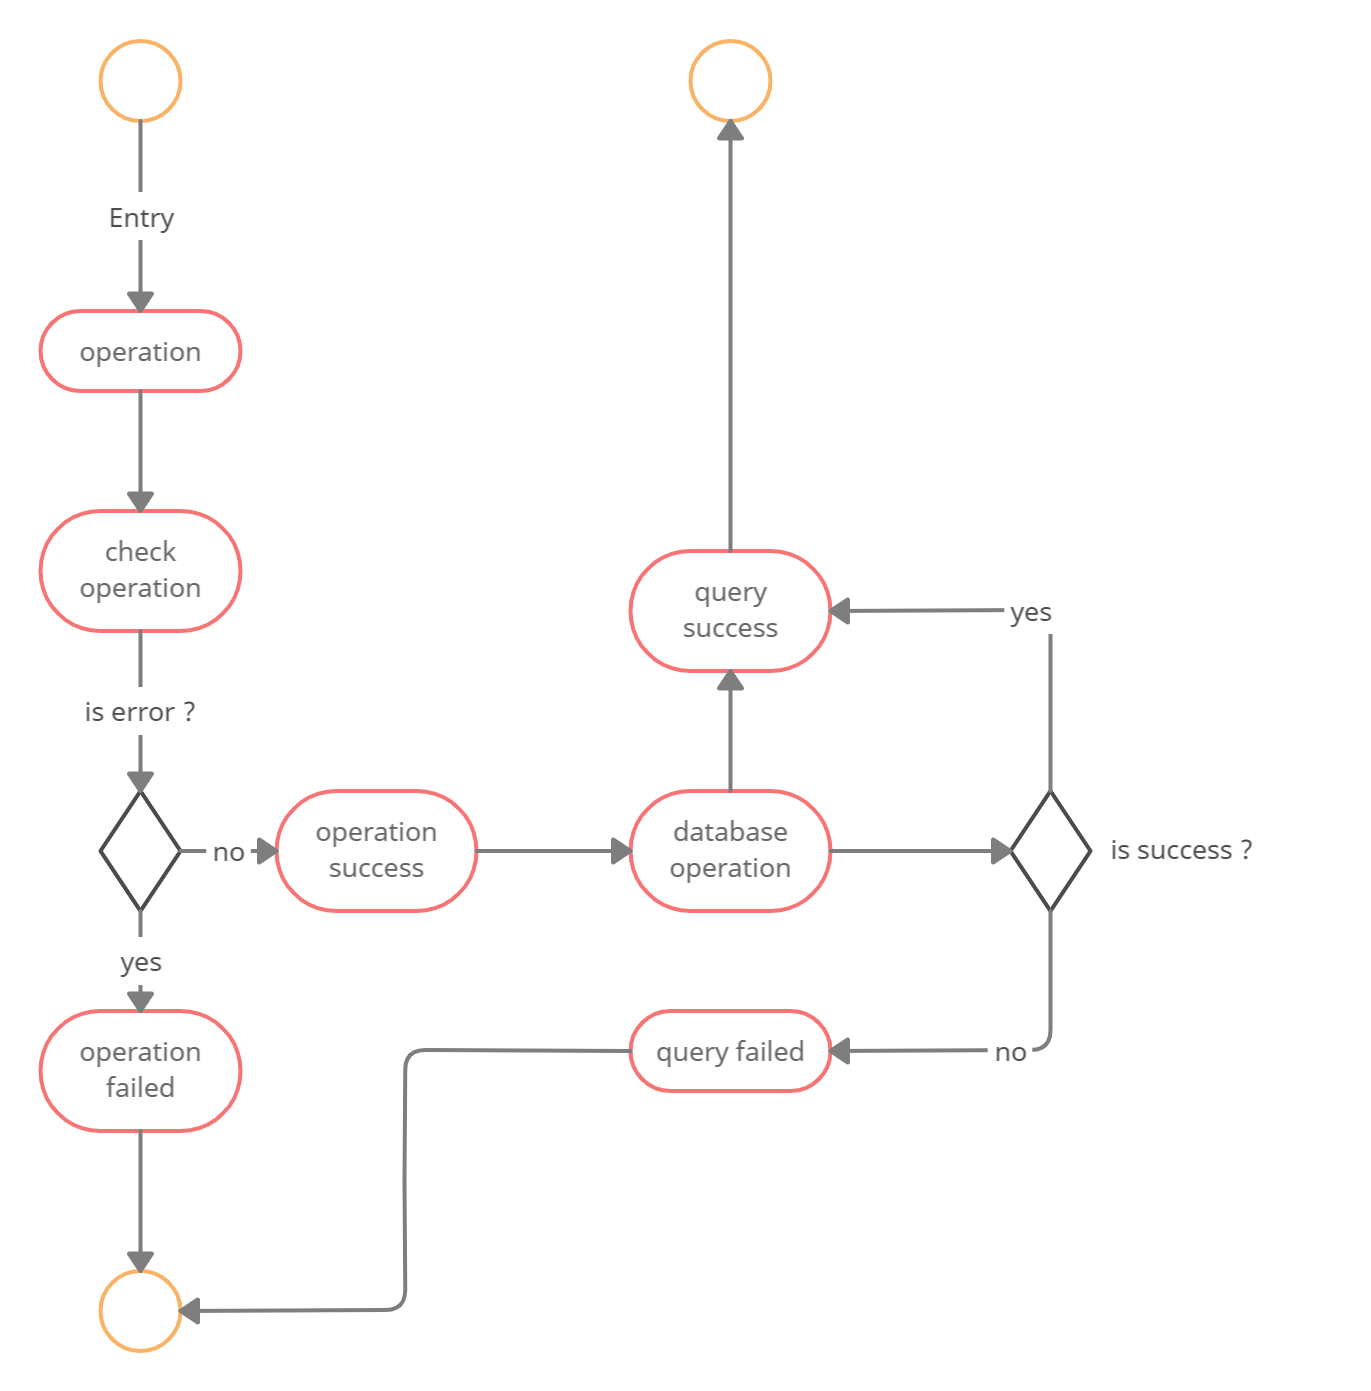 Entry
operation
check
operation
is error ?
no
yes
operation
failed
operation
success
database
operation
query
success
yes
is success ?
no
query failed